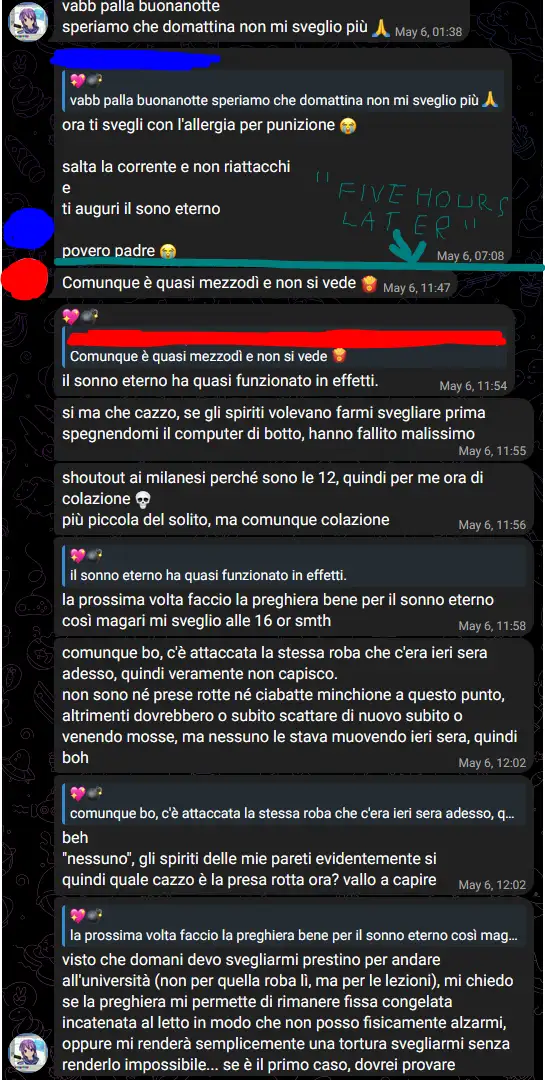 vabb palla buonanotte
speriamo che domattina non mi sveglio più 🙏 May 6, 01:38
💖💣
vabb palla buonanotte speriamo che domattina non mi sveglio più 🙏
ora ti svegli con l'allergia per punizione 😭
salta la corrente e non riattacchi
e
ti auguri il sono eterno
povero padre 😭
May 6, 07:08
"FIVE HOURS
LATER"
Comunque è quasi mezzodì e non si vede 🍟 May 6, 11:47
💖💣
Comunque è quasi mezzodì e non si vede 🍟
il sonno eterno ha quasi funzionato in effetti.
May 6, 11:54
si ma che cazzo, se gli spiriti volevano farmi svegliare prima
spegnendomi il computer di botto, hanno fallito malissimo
May 6, 11:55
shoutout ai milanesi perché sono le 12, quindi per me ora di
colazione 💀
più piccola del solito, ma comunque colazione
May 6, 11:56
💖💣
il sonno eterno ha quasi funzionato in effetti.
la prossima volta faccio la preghiera bene per il sonno eterno
così magari mi sveglio alle 16 or smth
May 6, 11:58
comunque bo, c'è attaccata la stessa roba che c'era ieri sera
adesso, quindi veramente non capisco.
non sono né prese rotte né ciabatte minchione a questo punto,
altrimenti dovrebbero o subito scattare di nuovo subito o
venendo mosse, ma nessuno le stava muovendo ieri sera, quindi
boh
May 6, 12:02
💖💣
comunque bo, c'è attaccata la stessa roba che c'era ieri sera adesso, q...
beh
"nessuno", gli spiriti delle mie pareti evidentemente si
quindi quale cazzo è la presa rotta ora? vallo a capire
May 6, 12:02
💖💣
la prossima volta faccio la preghiera bene per il sonno eterno così mag...
visto che domani devo svegliarmi prestino per andare
all'università (non per quella roba lì, ma per le lezioni), mi chiedo
se la preghiera mi permette di rimanere fissa congelata
incatenata al letto in modo che non posso fisicamente alzarmi,
oppure mi renderà semplicemente una tortura svegliarmi senza
renderlo impossibile... se è il primo caso, dovrei provare